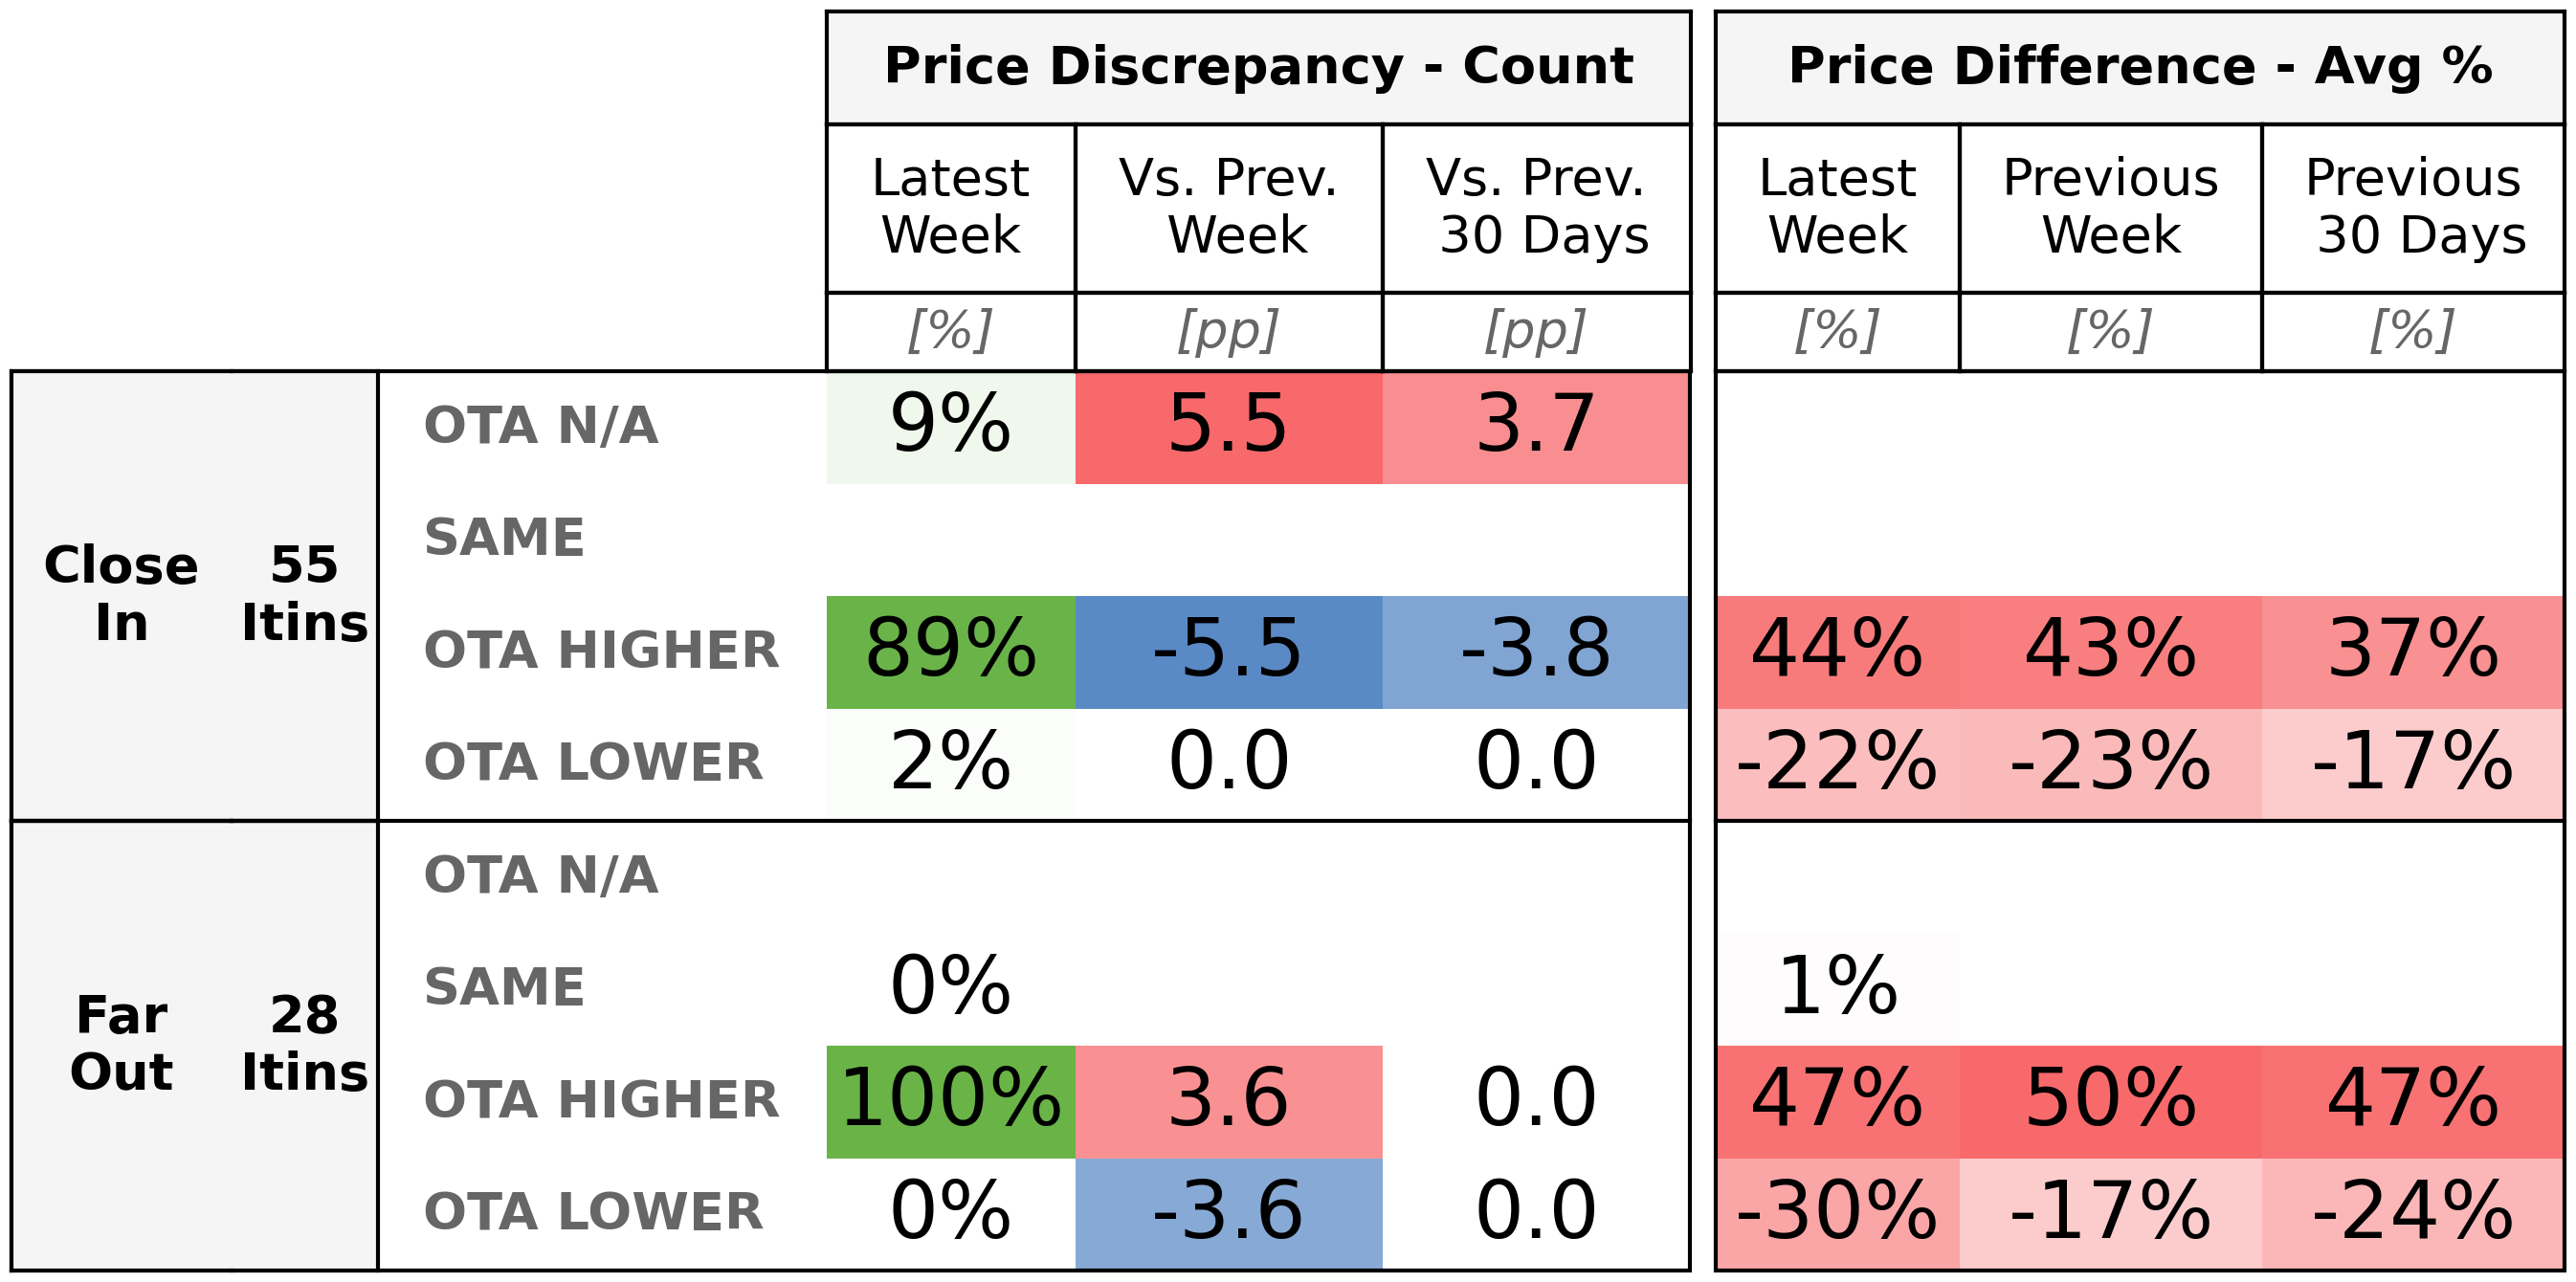 Price Discrepancy - Count Price Difference - Avg %
Latest Week Vs. Prev. Week Vs. Prev. 30 Days Latest Week Previous Week Previous 30 Days
[%] [pp] [pp] [%] [%] [%]
Close In 55 Itins
OTA N/A 9% 5.5 3.7
SAME
OTA HIGHER 89% -5.5 -3.8 44% 43% 37%
OTA LOWER 2% 0.0 0.0 -22% -23% -17%
Far Out 28 Itins
OTA N/A
SAME 0% 1%
OTA HIGHER 100% 3.6 0.0 47% 50% 47%
OTA LOWER 0% -3.6 0.0 -30% -17% -24%